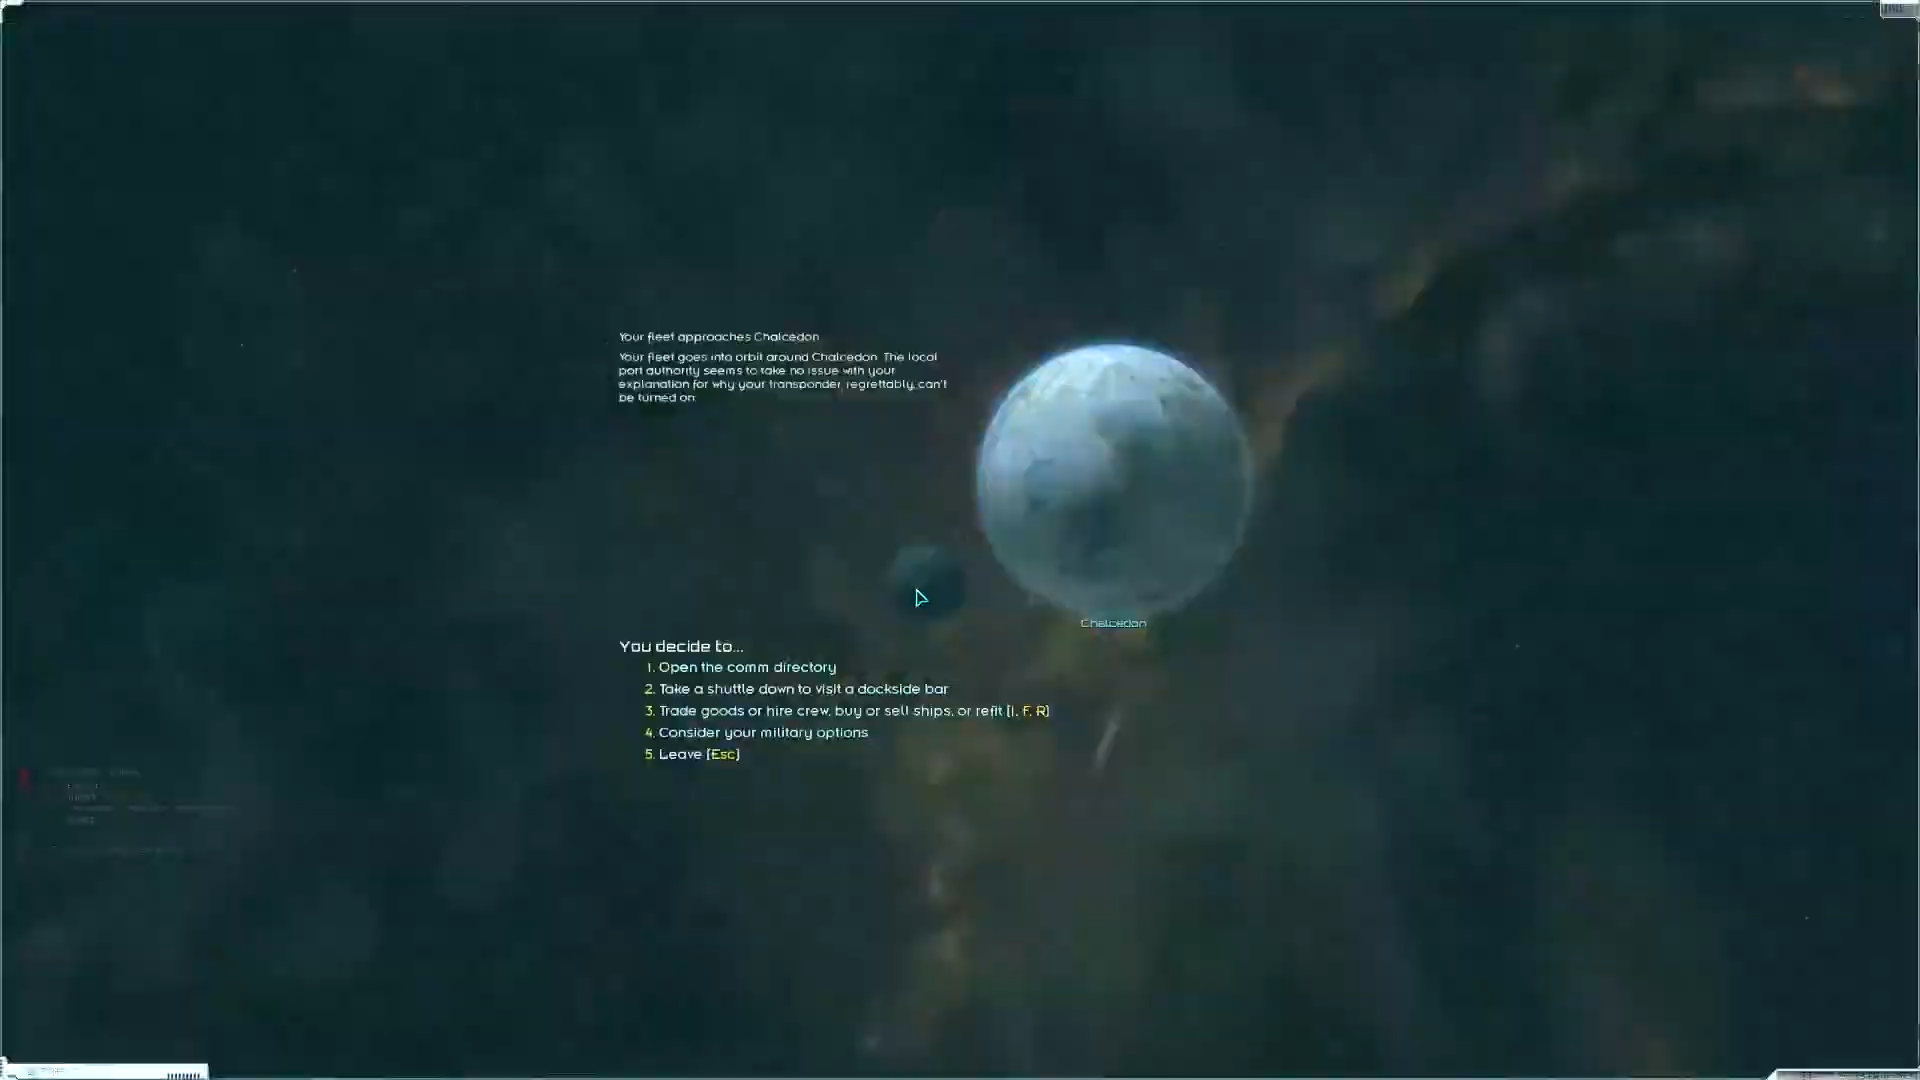 Your fleet approaches Chalcedon
Your fleet goes into orbit around Chalcedon. The local
port authority seems to take no issue with your
explanation for why your transponder, regrettably, can't
be turned on.
Chalcedon
You decide to...
1. Open the comm directory
2. Take a shuttle down to visit a dockside bar
3. Trade goods or hire crew, buy or sell ships, or refit [I, F, R]
4. Consider your military options
5. Leave [Esc]